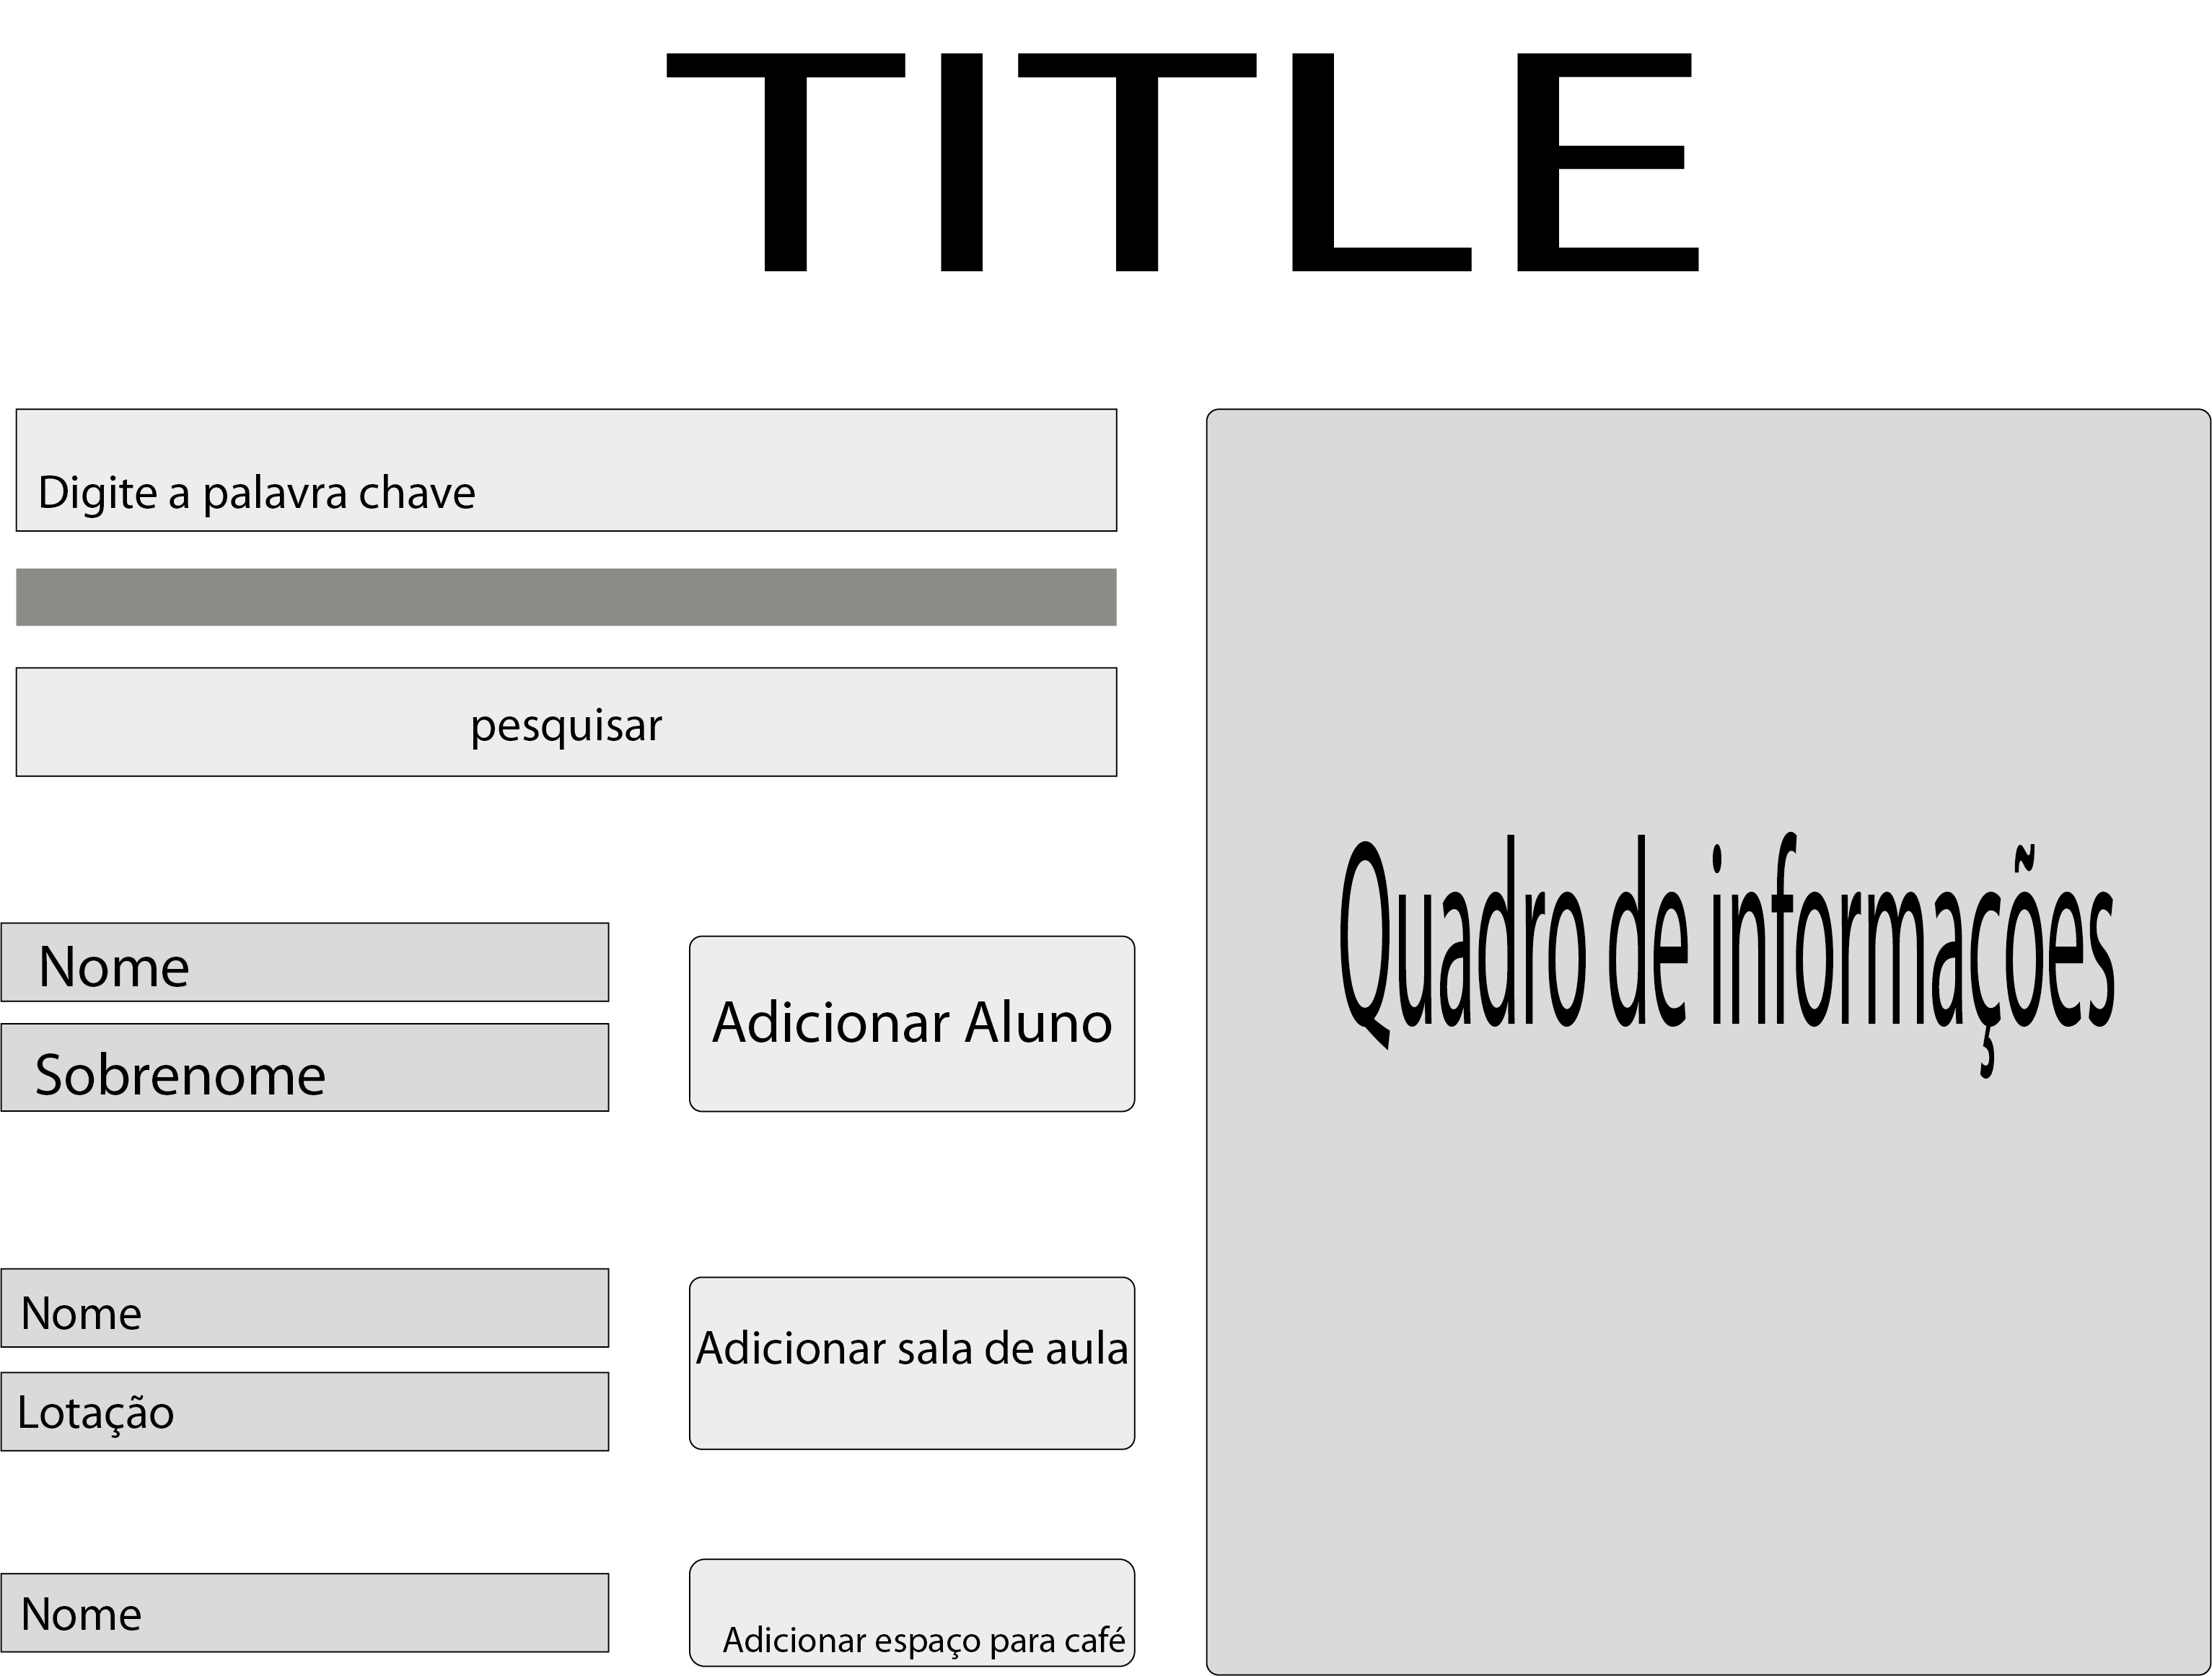 TITLE
Digite a palavra chave
pesquisar
Nome
Sobrenome
Adicionar Aluno
Nome
Lotação
Adicionar sala de aula
Nome
Adicionar espaço para café
Quadro de informações